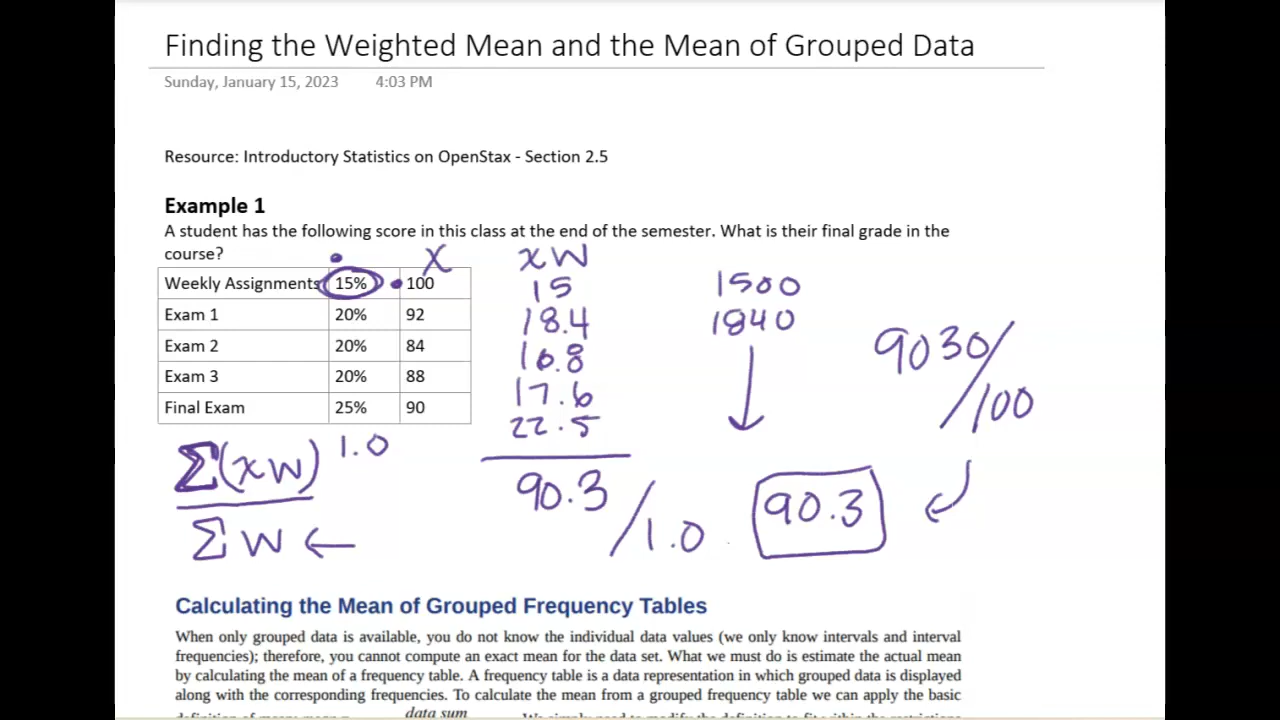 Finding the Weighted Mean and the Mean of Grouped Data
Sunday, January 15, 2023 4:03 PM
Resource: Introductory Statistics on OpenStax - Section 2.5
Example 1
A student has the following score in this class at the end of the semester. What is their final grade in the
course?
X
xw
Weekly Assignments 15% 100
15
1500
Exam 1 20% 92
18.4
1840
Exam 2 20% 84
16.8
9030/100
Exam 3 20% 88
17.6
Final Exam 25% 90
22.5
1.0
Σ(xw)
Σw ←
90.3/1.0
90.3
Calculating the Mean of Grouped Frequency Tables
When only grouped data is available, you do not know the individual data values (we only know intervals and interval
frequencies); therefore, you cannot compute an exact mean for the data set. What we must do is estimate the actual mean
by calculating the mean of a frequency table. A frequency table is a data representation in which grouped data is displayed
along with the corresponding frequencies. To calculate the mean from a grouped frequency table we can apply the basic
data sum